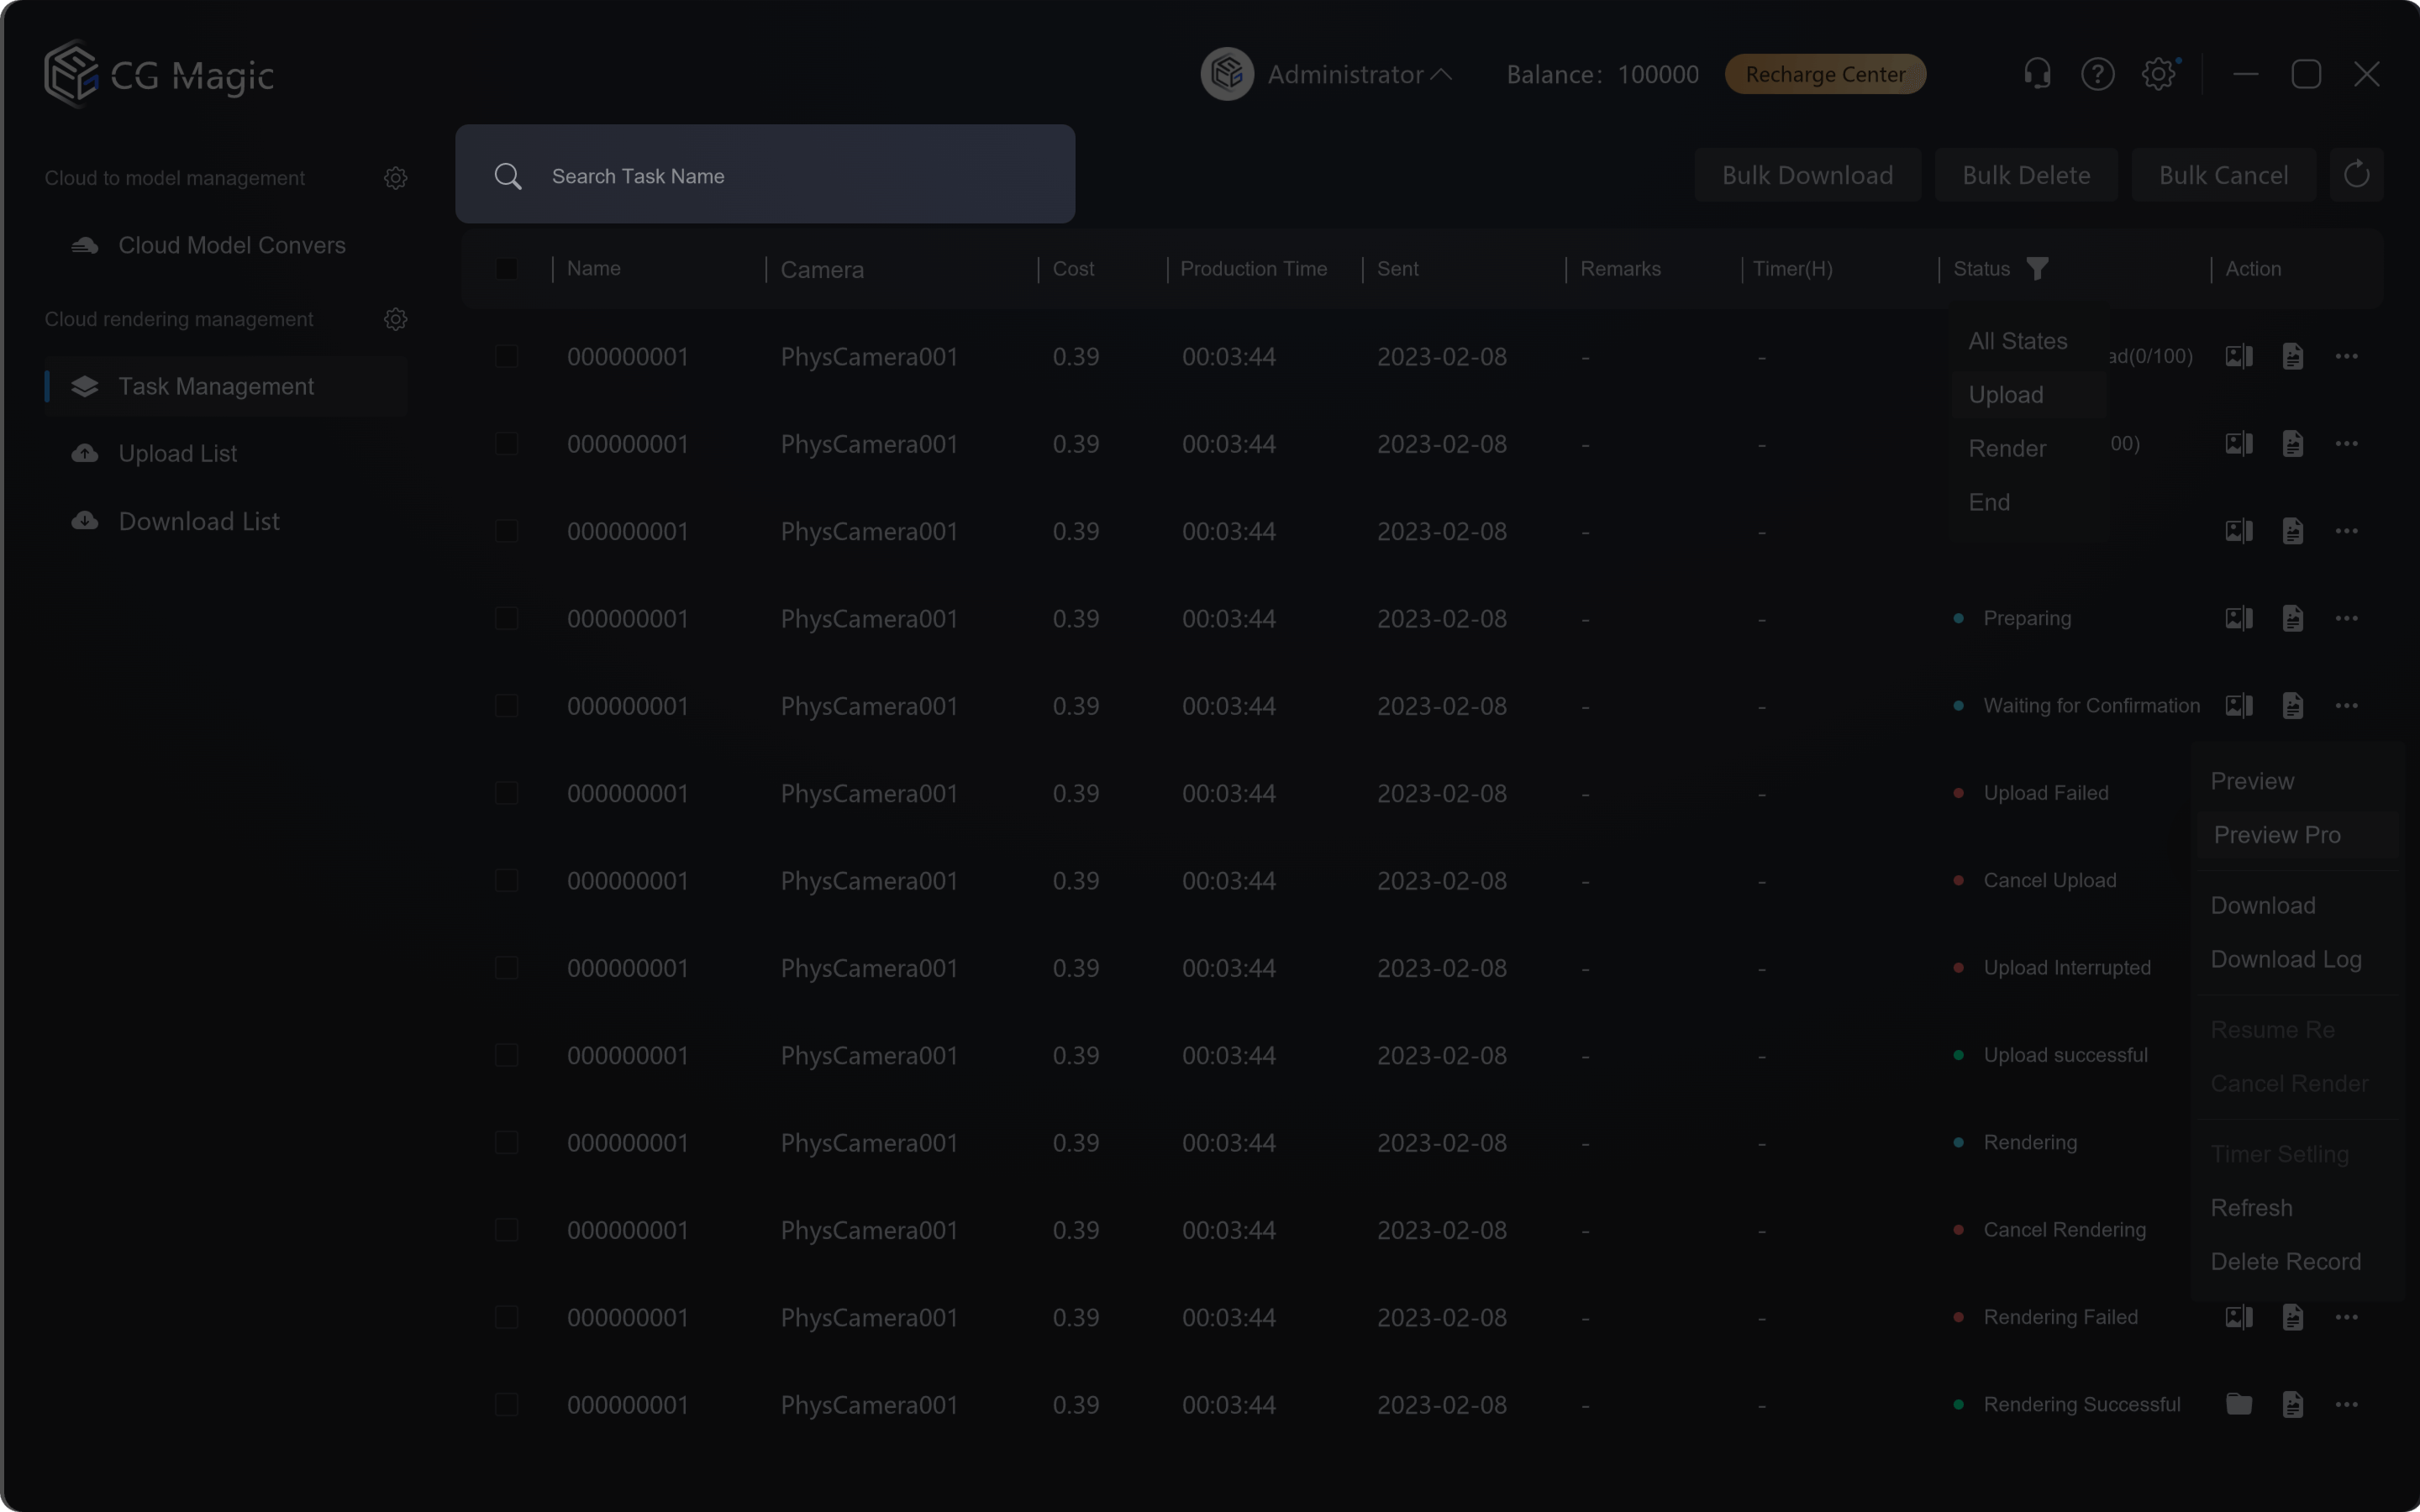 CG Magic
Administrator
Balance: 100000
Recharge Center
Cloud to model management
Search Task Name
Bulk Download
Bulk Delete
Bulk Cancel
Cloud Model Convers
Cloud rendering management
Task Management
Upload List
Download List
Name Camera Cost Production Time Sent Remarks Timer(H) Status Action
All States
Upload
Render
End
000000001 PhysCamera001 0.39 00:03:44 2023-02-08 - - ad(0/100)
000000001 PhysCamera001 0.39 00:03:44 2023-02-08 - - 00)
000000001 PhysCamera001 0.39 00:03:44 2023-02-08 - -
000000001 PhysCamera001 0.39 00:03:44 2023-02-08 - - Preparing
000000001 PhysCamera001 0.39 00:03:44 2023-02-08 - - Waiting for Confirmation
000000001 PhysCamera001 0.39 00:03:44 2023-02-08 - - Upload Failed
000000001 PhysCamera001 0.39 00:03:44 2023-02-08 - - Cancel Upload
000000001 PhysCamera001 0.39 00:03:44 2023-02-08 - - Upload Interrupted
000000001 PhysCamera001 0.39 00:03:44 2023-02-08 - - Upload successful
000000001 PhysCamera001 0.39 00:03:44 2023-02-08 - - Rendering
000000001 PhysCamera001 0.39 00:03:44 2023-02-08 - - Cancel Rendering
000000001 PhysCamera001 0.39 00:03:44 2023-02-08 - - Rendering Failed
000000001 PhysCamera001 0.39 00:03:44 2023-02-08 - - Rendering Successful
Preview
Preview Pro
Download
Download Log
Resume Re
Cancel Render
Timer Setling
Refresh
Delete Record